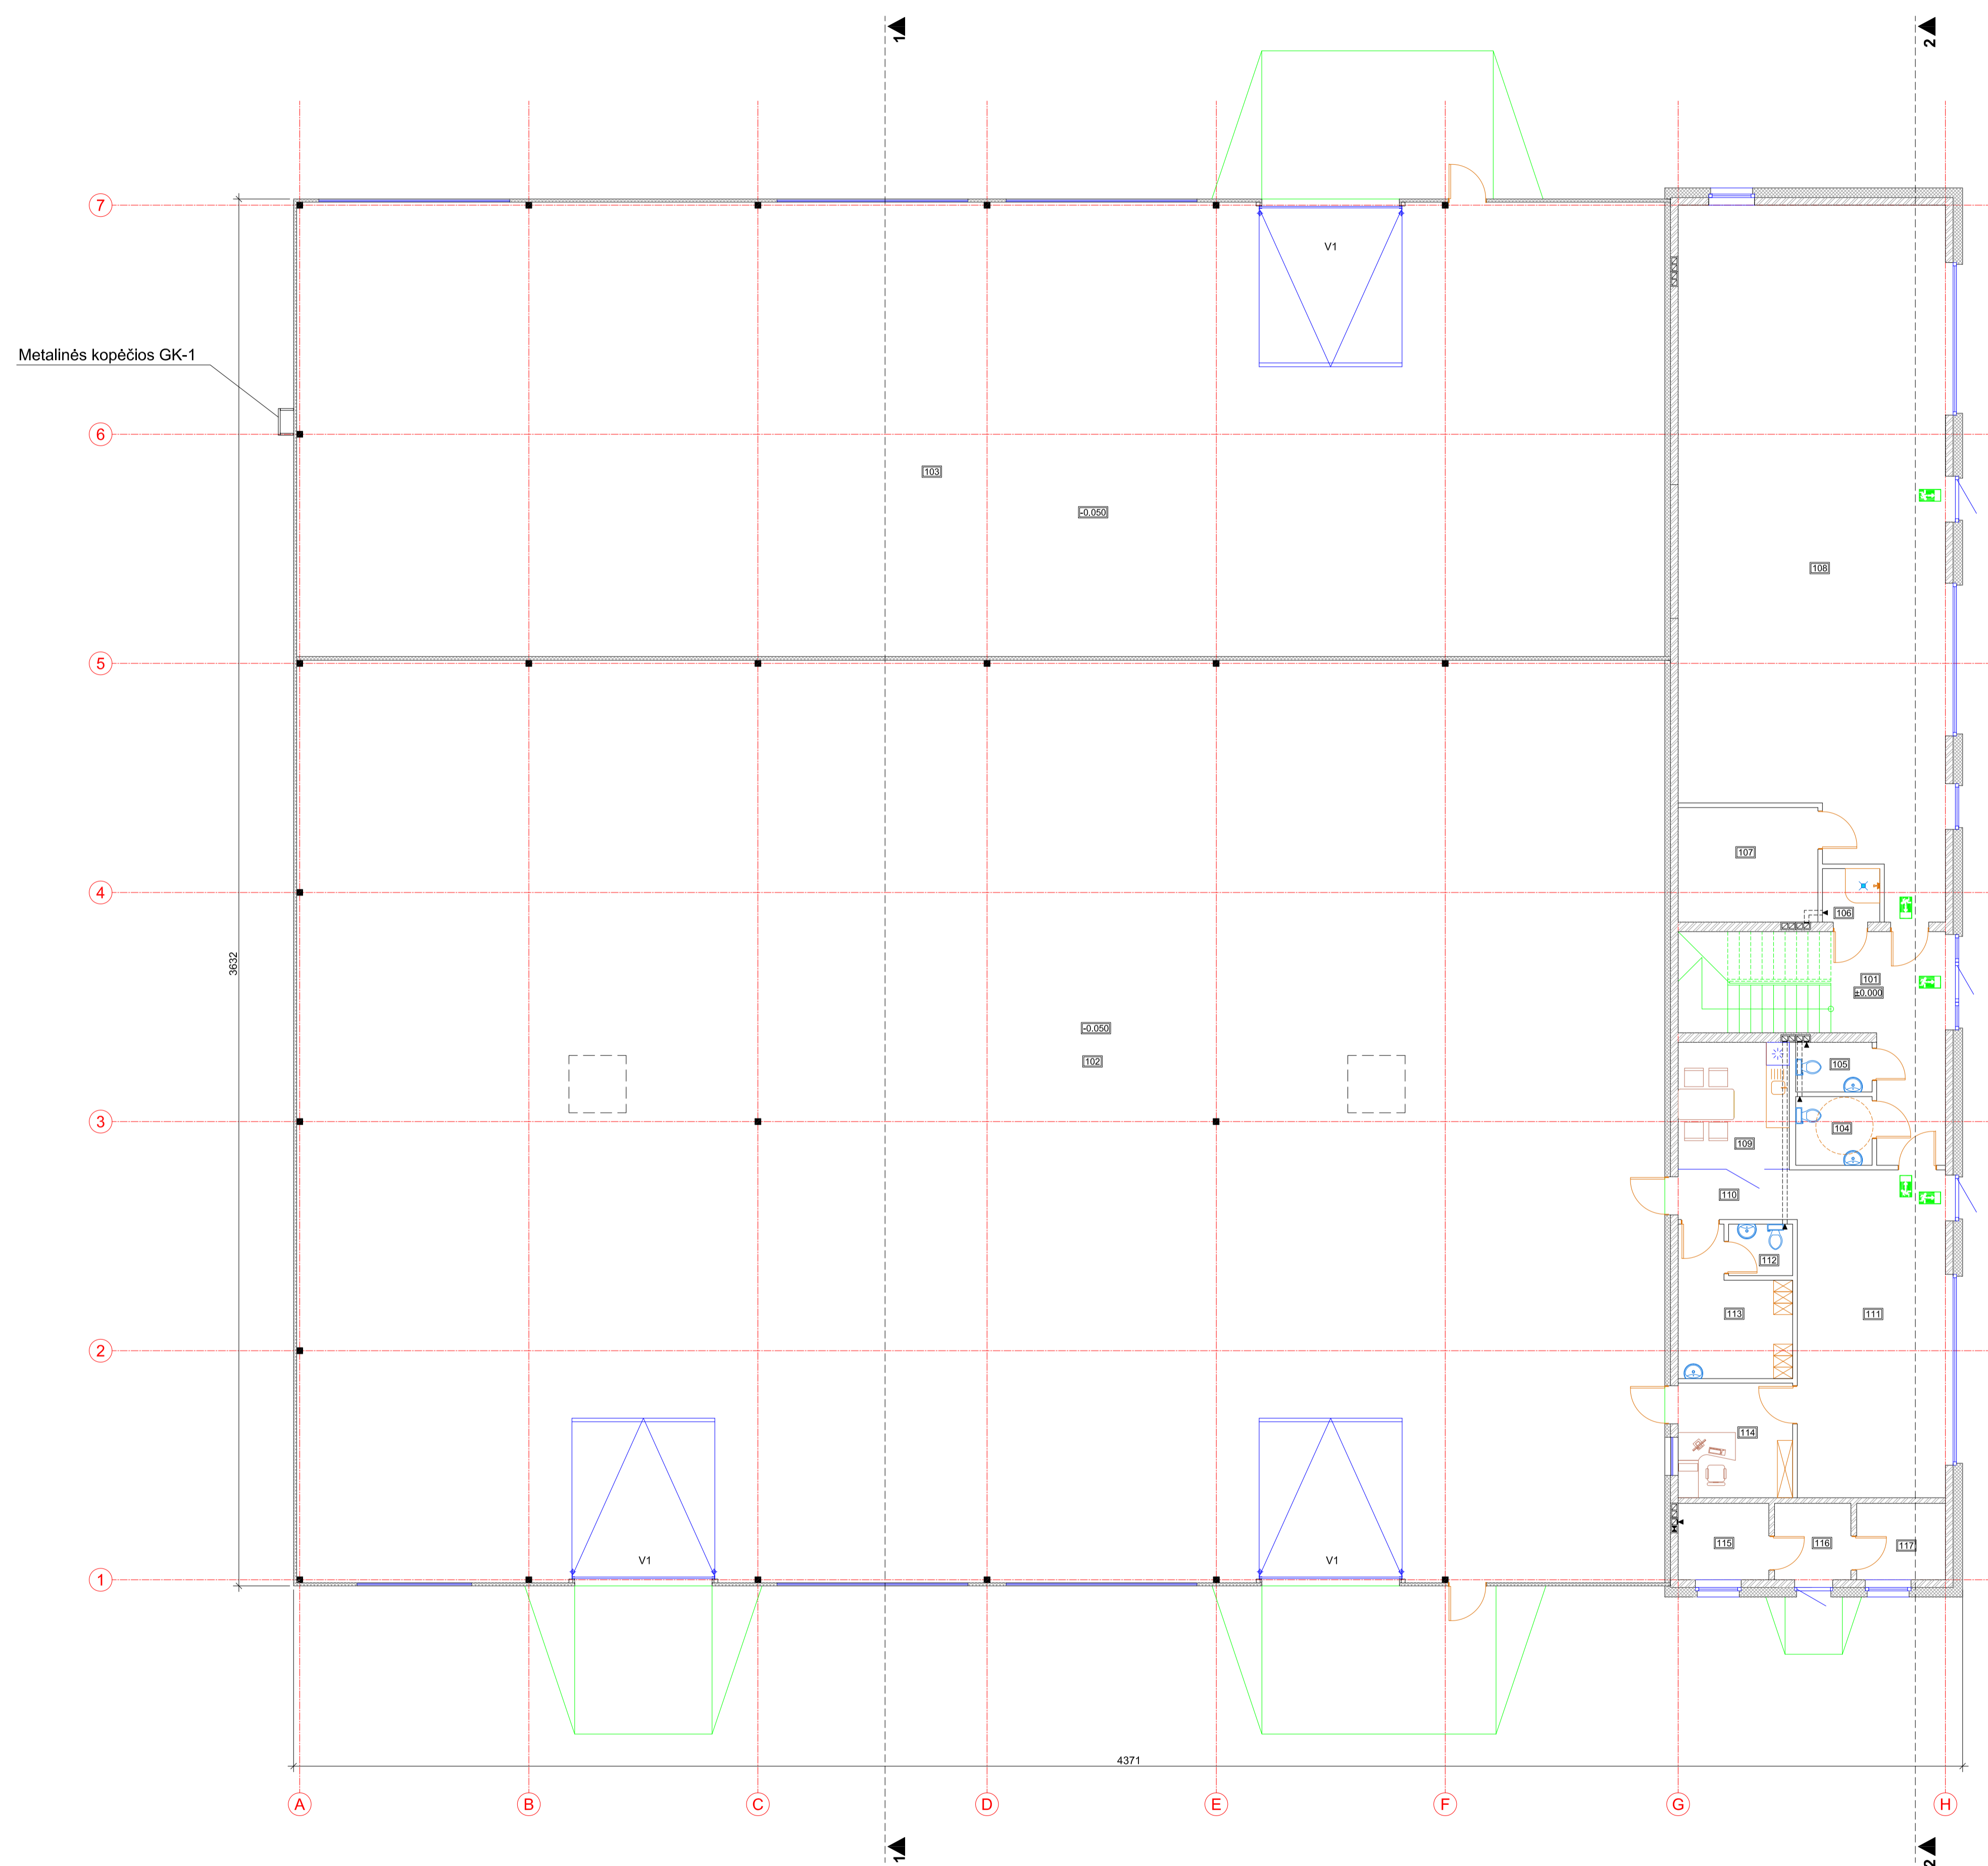 1
2
7
V1
Metalinės kopėčios GK-1
6
103
-0.050
108
5
107
4
106
3632
101
±0.000
-0.050
102
105
3
104
109
110
112
113
111
2
114
V1
V1
115
116
117
1
4371
A
B
C
D
E
F
G
H
1
2